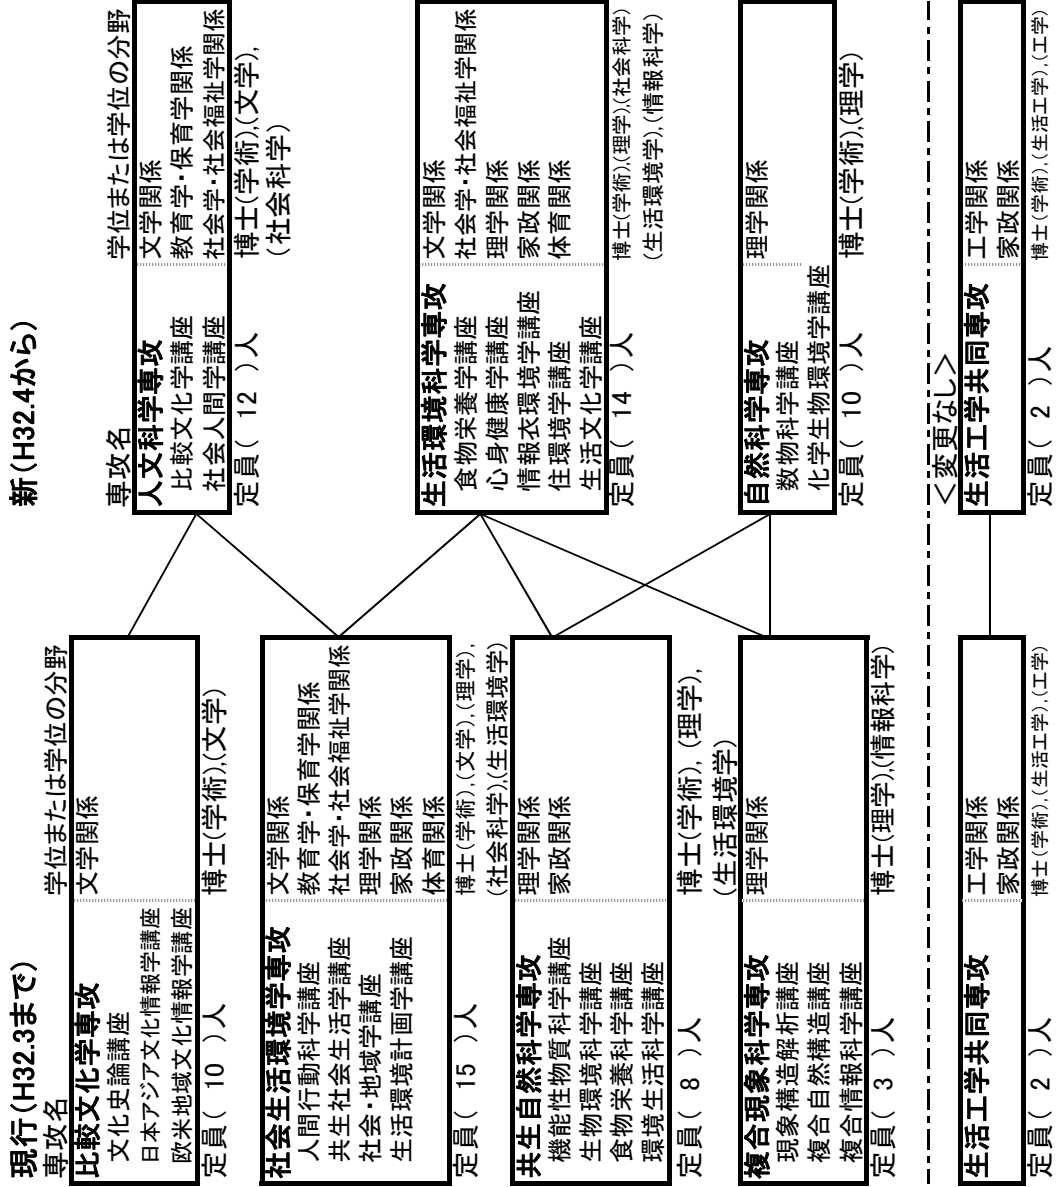 現行(H32.3まで)
専攻名 学位または学位の分野
比較文化学専攻 文学関係
文化史論講座
日本アジア文化情報学講座
欧米地域文化情報学講座
定員( 10 )人 博士(学術),(文学)
社会生活環境学専攻 文学関係
人間行動科学講座 教育学・保育学関係
共生社会生活学講座 社会学・社会福祉学関係
社会・地域学講座 理学関係
生活環境計画学講座 家政関係
体育関係
定員( 15 )人 博士(学術),(文学),(理学),
(社会科学),(生活環境学)
共生自然科学専攻 理学関係
機能性物質科学講座 家政関係
生物環境科学講座
食物栄養科学講座
環境生活科学講座
定員( 8 )人 博士(学術), (理学),
(生活環境学)
複合現象科学専攻 理学関係
現象構造解析講座
複合自然構造講座
複合情報科学講座
定員( 3 )人 博士(理学),(情報科学)
生活工学共同専攻 工学関係
家政関係
定員( 2 )人 博士(学術),(生活工学),(工学)
新(H32.4から)
専攻名 学位または学位の分野
人文科学専攻 文学関係
比較文化学講座 教育学・保育学関係
社会人間学講座 社会学・社会福祉学関係
定員( 12 )人 博士(学術),(文学),
(社会科学)
生活環境科学専攻 文学関係
食物栄養学講座 社会学・社会福祉学関係
心身健康学講座 理学関係
情報衣環境学講座 家政関係
住環境学講座 体育関係
生活文化学講座
定員( 14 )人 博士(学術),(理学),(社会科学)
(生活環境学),(情報科学)
自然科学専攻 理学関係
数物科学講座
化学生物環境学講座
定員( 10 )人 博士(学術),(理学)
<変更なし>
生活工学共同専攻 工学関係
家政関係
定員( 2 )人 博士(学術),(生活工学),(工学)